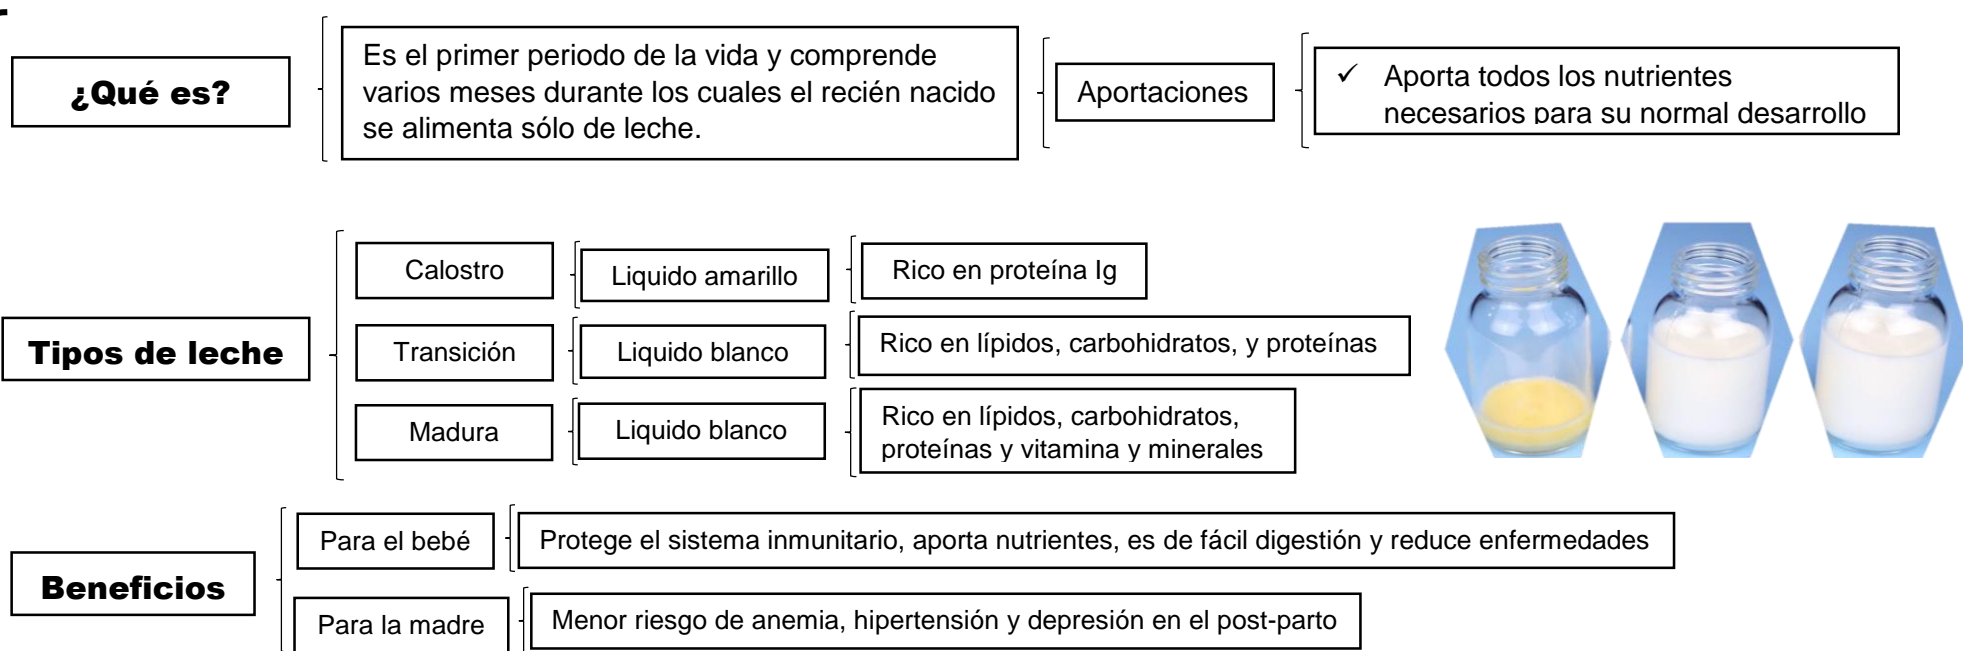 ¿Qué es?
Es el primer periodo de la vida y comprende
varios meses durante los cuales el recién nacido
se alimenta sólo de leche.
Aportaciones
✓ Aporta todos los nutrientes
necesarios para su normal desarrollo
Tipos de leche
Calostro
Liquido amarillo
Rico en proteína Ig
Transición
Liquido blanco
Rico en lípidos, carbohidratos, y proteínas
Madura
Liquido blanco
Rico en lípidos, carbohidratos,
proteínas y vitamina y minerales
Beneficios
Para el bebé
Protege el sistema inmunitario, aporta nutrientes, es de fácil digestión y reduce enfermedades
Para la madre
Menor riesgo de anemia, hipertensión y depresión en el post-parto